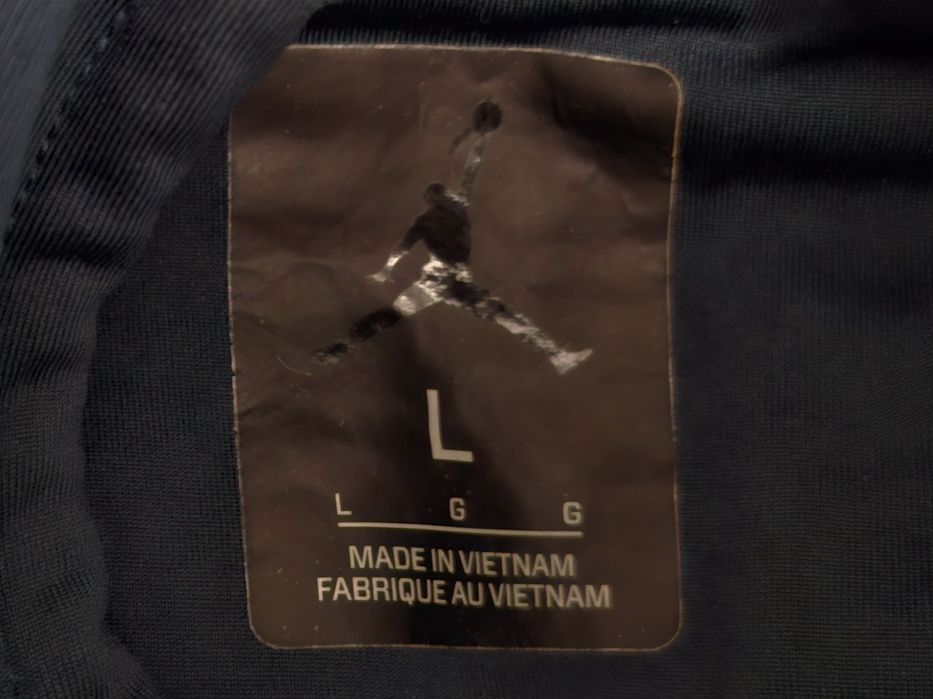 L
L G G
MADE IN VIETNAM
FABRIQUE AU VIETNAM